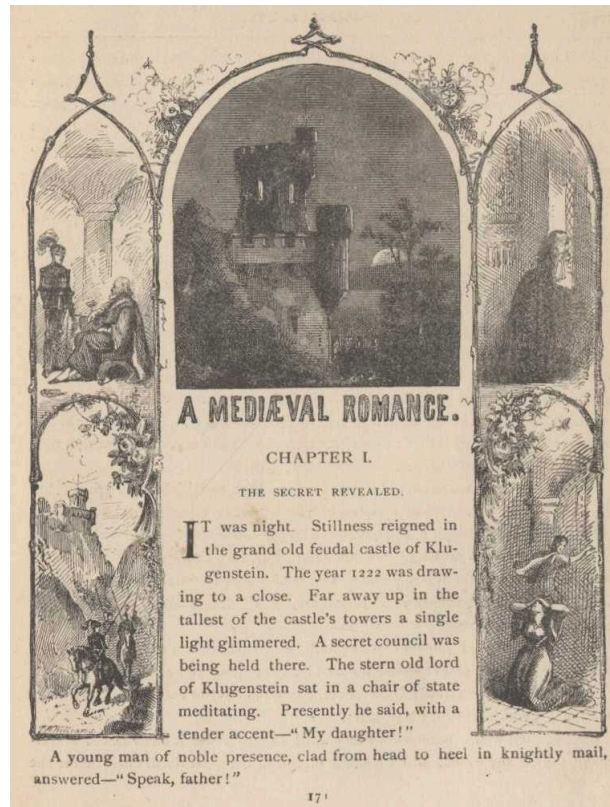 A MEDIÆVAL ROMANCE.
CHAPTER I.
THE SECRET REVEALED.
IT was night. Stillness reigned in
the grand old feudal castle of Klu-
genstein. The year 1222 was draw-
ing to a close. Far away up in the
tallest of the castle's towers a single
light glimmered. A secret council was
being held there. The stern old lord
of Klugenstein sat in a chair of state
meditating. Presently he said, with a
tender accent—“My daughter!”
A young man of noble presence, clad from head to heel in knightly mail,
answered—“Speak, father!”
171